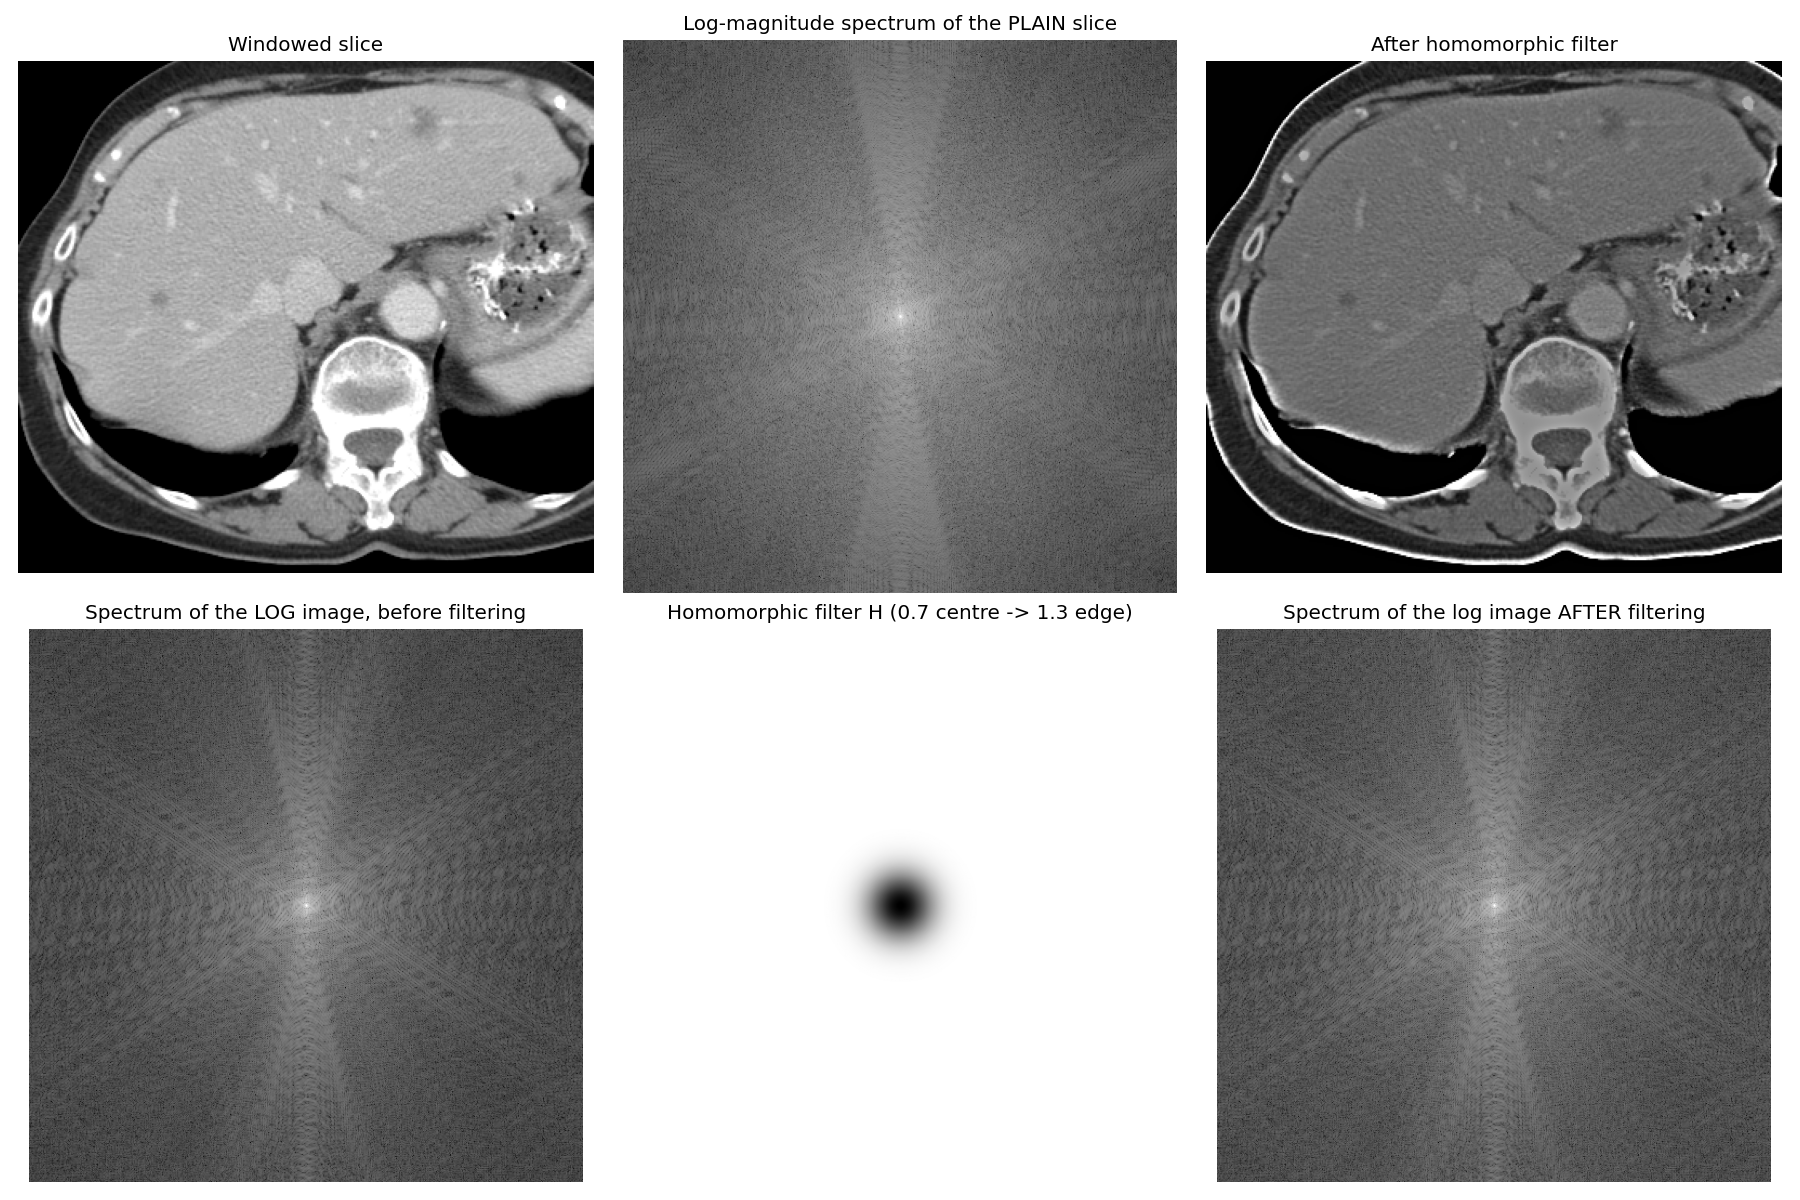 Windowed slice
Log-magnitude spectrum of the PLAIN slice
After homomorphic filter
Spectrum of the LOG image, before filtering
Homomorphic filter H (0.7 centre -> 1.3 edge)
Spectrum of the log image AFTER filtering